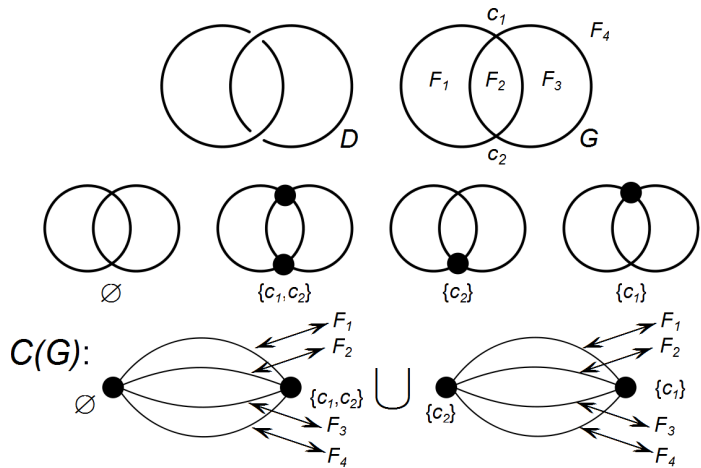 c₁
F₄
F₁ F₂ F₃
D G
c₂
∅ {c₁,c₂} {c₂} {c₁}
C(G):
F₁ F₁
F₂ F₂
∅ {c₁,c₂} ∪ {c₂} {c₁}
F₃ F₃
F₄ F₄